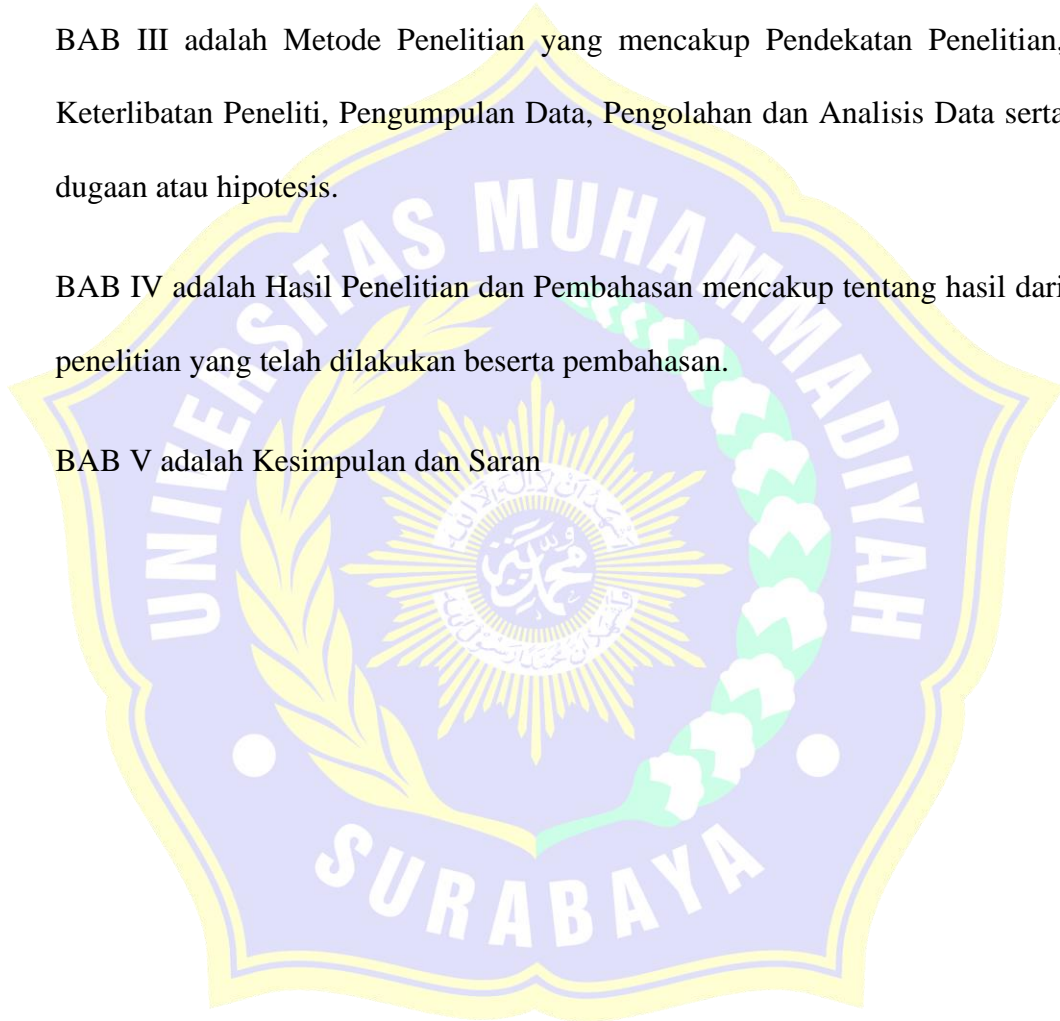 BAB III adalah Metode Penelitian yang mencakup Pendekatan Penelitian,
Keterlibatan Peneliti, Pengumpulan Data, Pengolahan dan Analisis Data serta
dugaan atau hipotesis.
BAB IV adalah Hasil Penelitian dan Pembahasan mencakup tentang hasil dari
penelitian yang telah dilakukan beserta pembahasan.
BAB V adalah Kesimpulan dan Saran
UNIVERSITAS MUHAMMADIYAH
SURABAYA